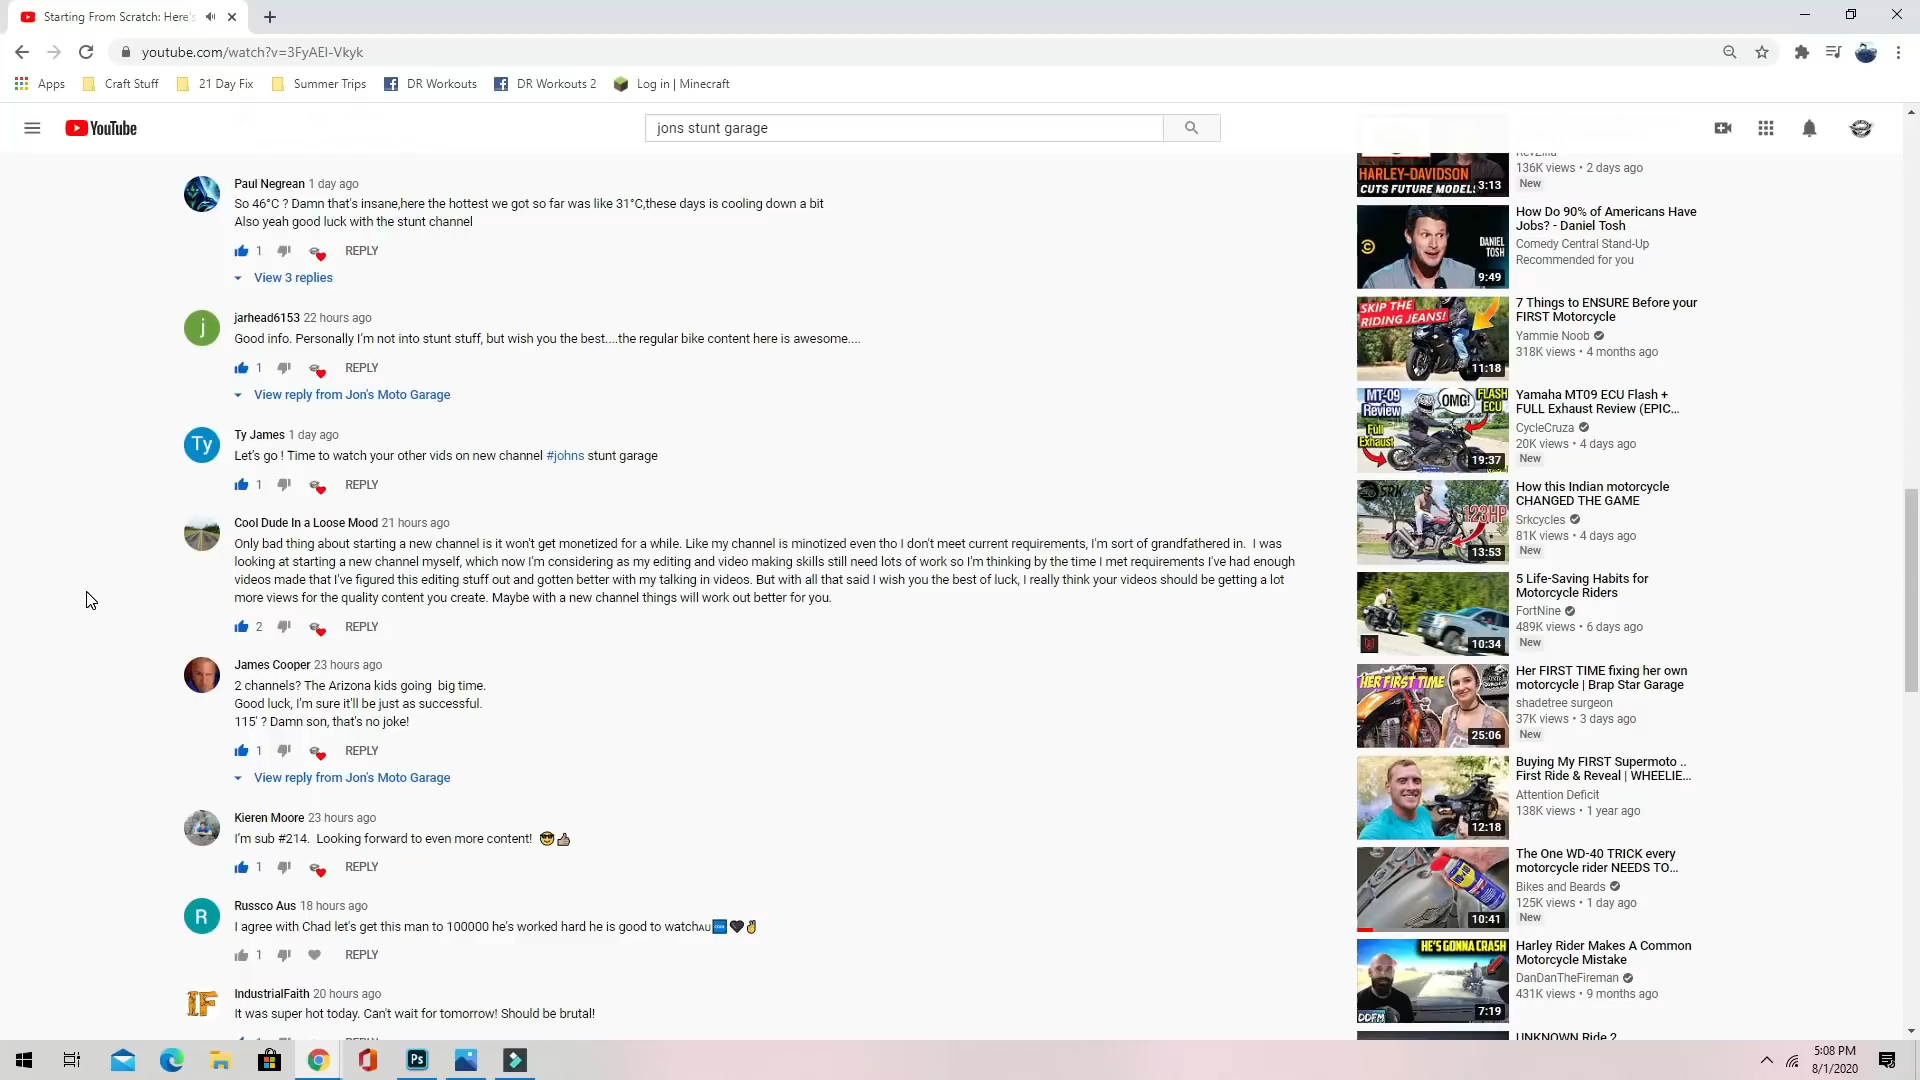 Starting From Scratch: Here's
youtube.com/watch?v=3FyAEI-Vkyk
Apps Craft Stuff 21 Day Fix Summer Trips DR Workouts DR Workouts 2 Log in | Minecraft
YouTube
jons stunt garage
Paul Negrean 1 day ago
So 46°C ? Damn that's insane,here the hottest we got so far was like 31°C,these days is cooling down a bit
Also yeah good luck with the stunt channel
1 REPLY
View 3 replies
jarhead6153 22 hours ago
Good info. Personally I'm not into stunt stuff, but wish you the best....the regular bike content here is awesome....
1 REPLY
View reply from Jon's Moto Garage
Ty
Ty James 1 day ago
Let's go ! Time to watch your other vids on new channel #johns stunt garage
1 REPLY
Cool Dude In a Loose Mood 21 hours ago
Only bad thing about starting a new channel is it won't get monetized for a while. Like my channel is minotized even tho I don't meet current requirements, I'm sort of grandfathered in. I was
looking at starting a new channel myself, which now I'm considering as my editing and video making skills still need lots of work so I'm thinking by the time I met requirements I've had enough
videos made that I've figured this editing stuff out and gotten better with my talking in videos. But with all that said I wish you the best of luck, I really think your videos should be getting a lot
more views for the quality content you create. Maybe with a new channel things will work out better for you.
2 REPLY
James Cooper 23 hours ago
2 channels? The Arizona kids going big time.
Good luck, I'm sure it'll be just as successful.
115' ? Damn son, that's no joke!
1 REPLY
View reply from Jon's Moto Garage
Kieren Moore 23 hours ago
I'm sub #214. Looking forward to even more content! 😎👍
1 REPLY
R
Russco Aus 18 hours ago
I agree with Chad let's get this man to 100000 he's worked hard he is good to watchAU🆒🖤✌
1 REPLY
IF
IndustrialFaith 20 hours ago
It was super hot today. Can't wait for tomorrow! Should be brutal!
RevZilla
136K views • 2 days ago
New
HARLEY-DAVIDSON
CUTS FUTURE MODELS
3:13
How Do 90% of Americans Have
Jobs? - Daniel Tosh
Comedy Central Stand-Up
Recommended for you
DANIEL
TOSH
9:49
7 Things to ENSURE Before your
FIRST Motorcycle
Yammie Noob
318K views • 4 months ago
SKIP THE
RIDING JEANS!
11:18
Yamaha MT09 ECU Flash +
FULL Exhaust Review (EPIC...
CycleCruza
20K views • 4 days ago
New
MT-09
Review
OMG!
FLASH
ECU
Full
Exhaust
19:37
How this Indian motorcycle
CHANGED THE GAME
Srkcycles
81K views • 4 days ago
New
SRK
123HP
13:53
5 Life-Saving Habits for
Motorcycle Riders
FortNine
489K views • 6 days ago
New
10:34
Her FIRST TIME fixing her own
motorcycle | Brap Star Garage
shadetree surgeon
37K views • 3 days ago
New
HER FIRST TIME
25:06
Buying My FIRST Supermoto ..
First Ride & Reveal | WHEELIE...
Attention Deficit
138K views • 1 year ago
12:18
The One WD-40 TRICK every
motorcycle rider NEEDS TO...
Bikes and Beards
125K views • 1 day ago
New
10:41
Harley Rider Makes A Common
Motorcycle Mistake
DanDanTheFireman
431K views • 9 months ago
HE'S GONNA CRASH
DDFM
7:19
UNKNOWN Ride 2
Ps
5:08 PM
8/1/2020